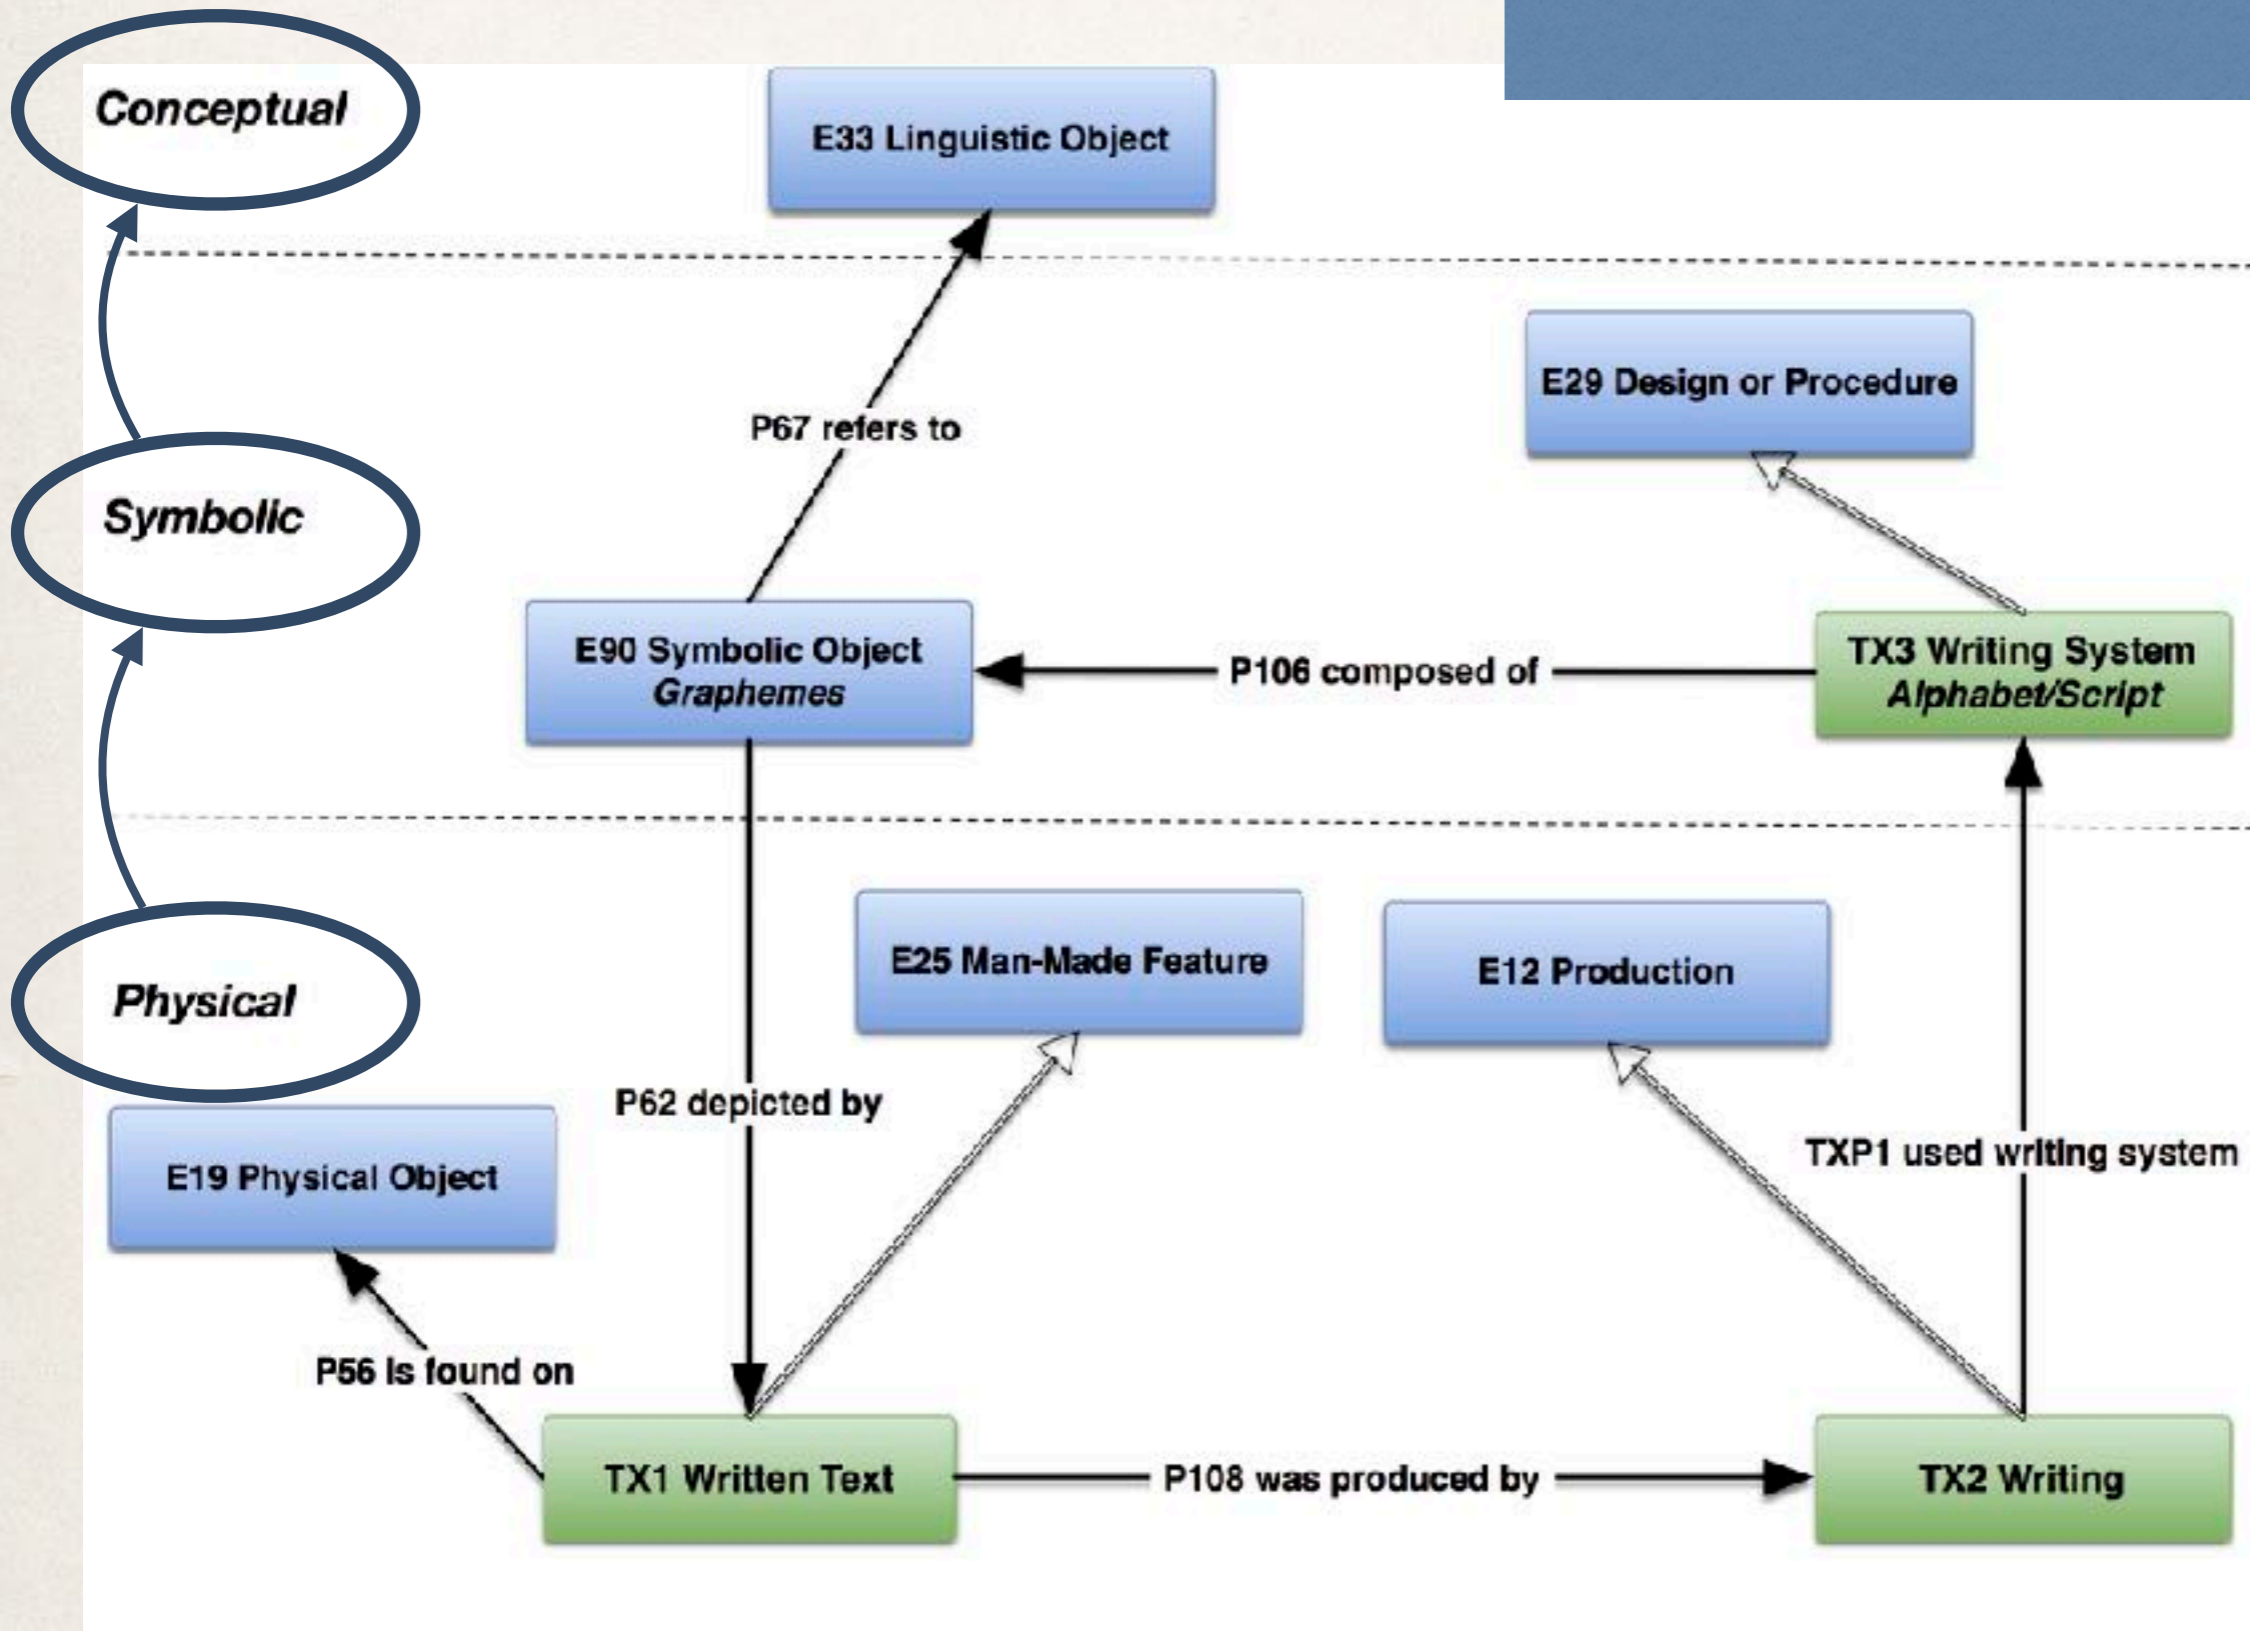 Conceptual
E33 Linguistic Object
E29 Design or Procedure
P67 refers to
Symbolic
E90 Symbolic Object
Graphemes
P106 composed of
TX3 Writing System
Alphabet/Script
E25 Man-Made Feature
E12 Production
Physical
P62 depicted by
E19 Physical Object
TXP1 used writing system
P56 is found on
TX1 Written Text
P108 was produced by
TX2 Writing